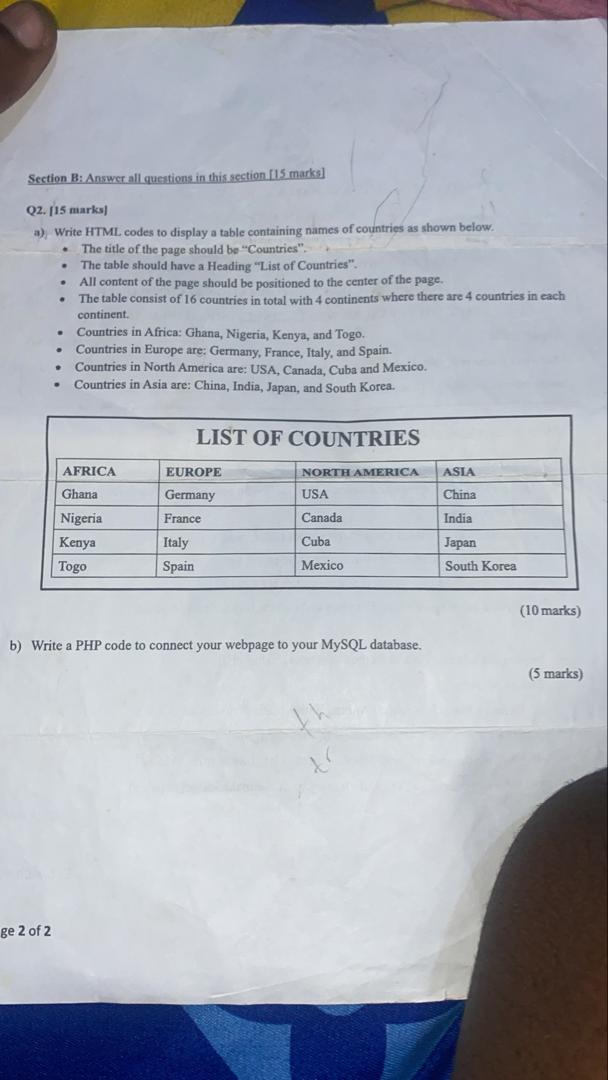 Section B: Answer all questions in this section [15 marks]
Q2. [15 marks]
a) Write HTML codes to display a table containing names of countries as shown below.
• The title of the page should be "Countries".
• The table should have a Heading "List of Countries".
• All content of the page should be positioned to the center of the page.
• The table consist of 16 countries in total with 4 continents where there are 4 countries in each
continent.
• Countries in Africa: Ghana, Nigeria, Kenya, and Togo.
• Countries in Europe are: Germany, France, Italy, and Spain.
• Countries in North America are: USA, Canada, Cuba and Mexico.
• Countries in Asia are: China, India, Japan, and South Korea.
LIST OF COUNTRIES
AFRICA EUROPE NORTH AMERICA ASIA
Ghana Germany USA China
Nigeria France Canada India
Kenya Italy Cuba Japan
Togo Spain Mexico South Korea
(10 marks)
b) Write a PHP code to connect your webpage to your MySQL database.
(5 marks)
ge 2 of 2